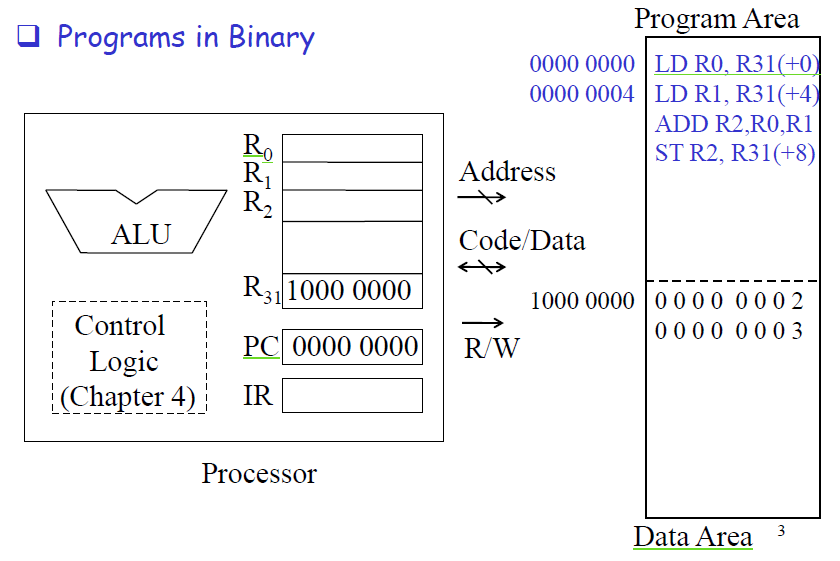 ❑ Programs in Binary
Program Area
0000 0000 LD R0, R31(+0)
0000 0004 LD R1, R31(+4)
ADD R2,R0,R1
ST R2, R31(+8)
R0
R1
R2
ALU
R31 1000 0000
Control
Logic
(Chapter 4)
PC 0000 0000
IR
Processor
Address
Code/Data
R/W
1000 0000 0 0 0 0 0 0 0 2
0 0 0 0 0 0 0 3
Data Area
3